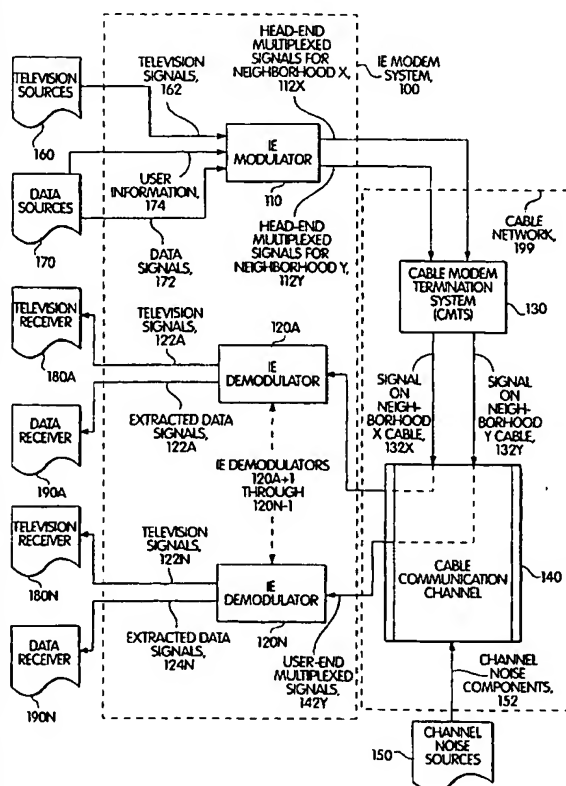 HEAD-END
MULTIPLEXED
SIGNALS FOR
NEIGHBORHOOD X,
112X
TELEVISION
SIGNALS, 162
IE MODEM
SYSTEM, 100
TELEVISION
SOURCES
160
IE
MODULATOR
110
USER
INFORMATION,
174
DATA
SOURCES
170
DATA
SIGNALS, 172
HEAD-END
MULTIPLEXED
SIGNALS FOR
NEIGHBORHOOD Y,
112Y
CABLE
NETWORK, 199
CABLE MODEM
TERMINATION
SYSTEM
(CMTS)
130
TELEVISION
RECEIVER
180A
TELEVISION
SIGNALS,
122A
120A
IE
DEMODULATOR
EXTRACTED DATA
SIGNALS,
122A
DATA
RECEIVER
190A
SIGNAL
ON
NEIGH-
BORHOOD
X CABLE,
132X
SIGNAL
ON
NEIGH-
BORHOOD
Y CABLE,
132Y
IE DEMODULATORS
120A+1
THROUGH
120N-1
TELEVISION
RECEIVER
180N
TELEVISION
SIGNALS,
122N
IE
DEMODULATOR
120N
EXTRACTED DATA
SIGNALS,
124N
DATA
RECEIVER
190N
CABLE
COMMUNICATION
CHANNEL
140
USER-END
MULTIPLEXED
SIGNALS,
142Y
CHANNEL
NOISE
COMPONENTS,
152
150
CHANNEL
NOISE
SOURCES